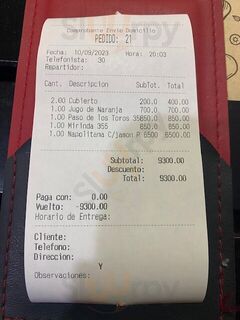 Comprobante Envio Domicilio
PEDIDO: 21
Fecha: 10/09/2023 Hora: 20:03
Telefonista: 30
Repartidor:
Cant. Descripcion SubTot. Total
2.00 Cubierto 200.0 400.00
1.00 Jugo de Naranja 700.0 700.00
1.00 Paso de los Toros 35850.0 850.00
1.00 Mirinda 355 850.0 850.00
1.00 Napolitana C/jamon P 6500 6500.00
Subtotal: 9300.00
Descuento:
Total: 9300.00
Paga con: 0.00
Vuelto: -9300.00
Horario de Entrega:
Cliente:
Telefono:
Direccion:
Y
Observaciones: